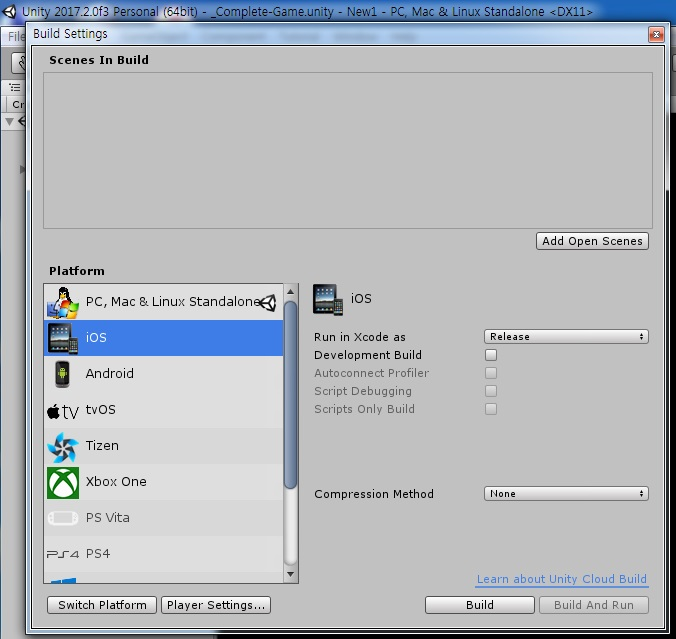 Unity 2017.2.0f3 Personal (64bit) - _Complete-Game.unity - New1 - PC, Mac & Linux Standalone <DX11>
Build Settings
Scenes In Build
Add Open Scenes
Platform
PC, Mac & Linux Standalone
iOS
Android
tvOS
Tizen
Xbox One
PS Vita
PS4
iOS
Run in Xcode as Release
Development Build
Autoconnect Profiler
Script Debugging
Scripts Only Build
Compression Method None
Learn about Unity Cloud Build
Switch Platform Player Settings... Build Build And Run